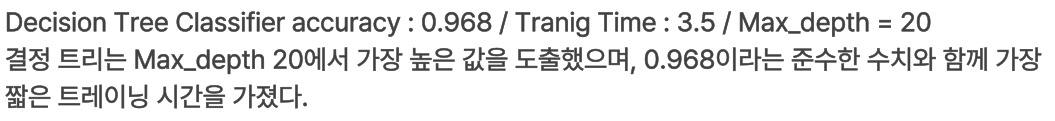 Decision Tree Classifier accuracy : 0.968 / Tranig Time : 3.5 / Max_depth = 20
결정 트리는 Max_depth 20에서 가장 높은 값을 도출했으며, 0.968이라는 준수한 수치와 함께 가장
짧은 트레이닝 시간을 가졌다.